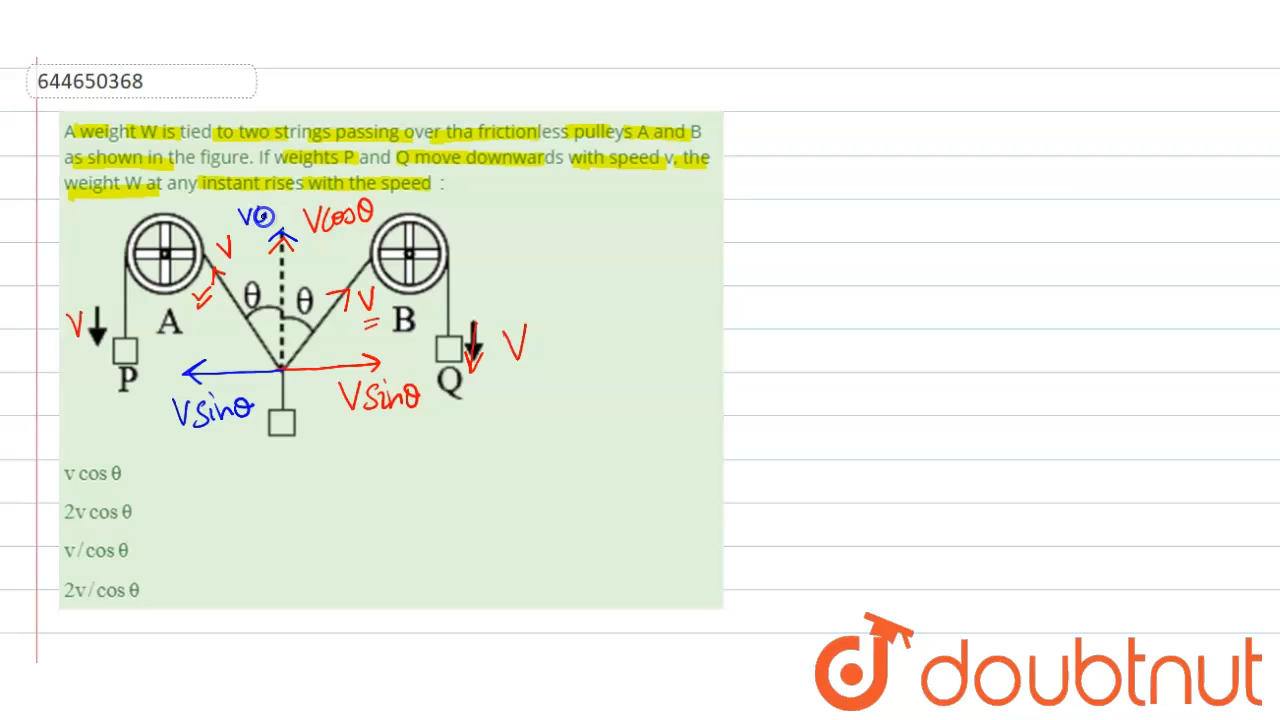 644650368
A weight W is tied to two strings passing over tha frictionless pulleys A and B
as shown in the figure. If weights P and Q move downwards with speed v, the
weight W at any instant rises with the speed :
V Vcosθ
V
θ θ
V
V A B V
P Q
Vsinθ Vsinθ
v cos θ
2v cos θ
v/cos θ
2v/cos θ
doubtnut